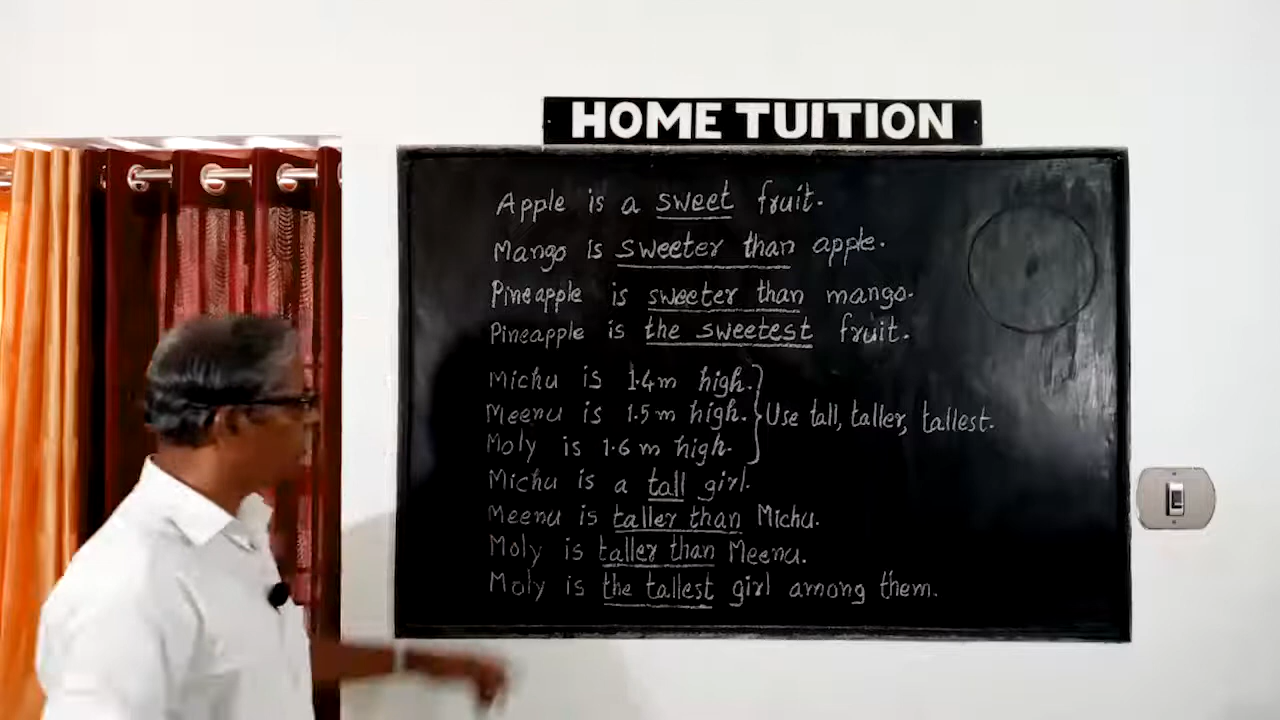 HOME TUITION
Apple is a sweet fruit.
Mango is sweeter than apple.
Pineapple is sweeter than mango.
Pineapple is the sweetest fruit.
Michu is 1.4m high.
Meenu is 1.5m high. Use tall, taller, tallest.
Moly is 1.6m high.
Michu is a tall girl.
Meenu is taller than Michu.
Moly is taller than Meenu.
Moly is the tallest girl among them.